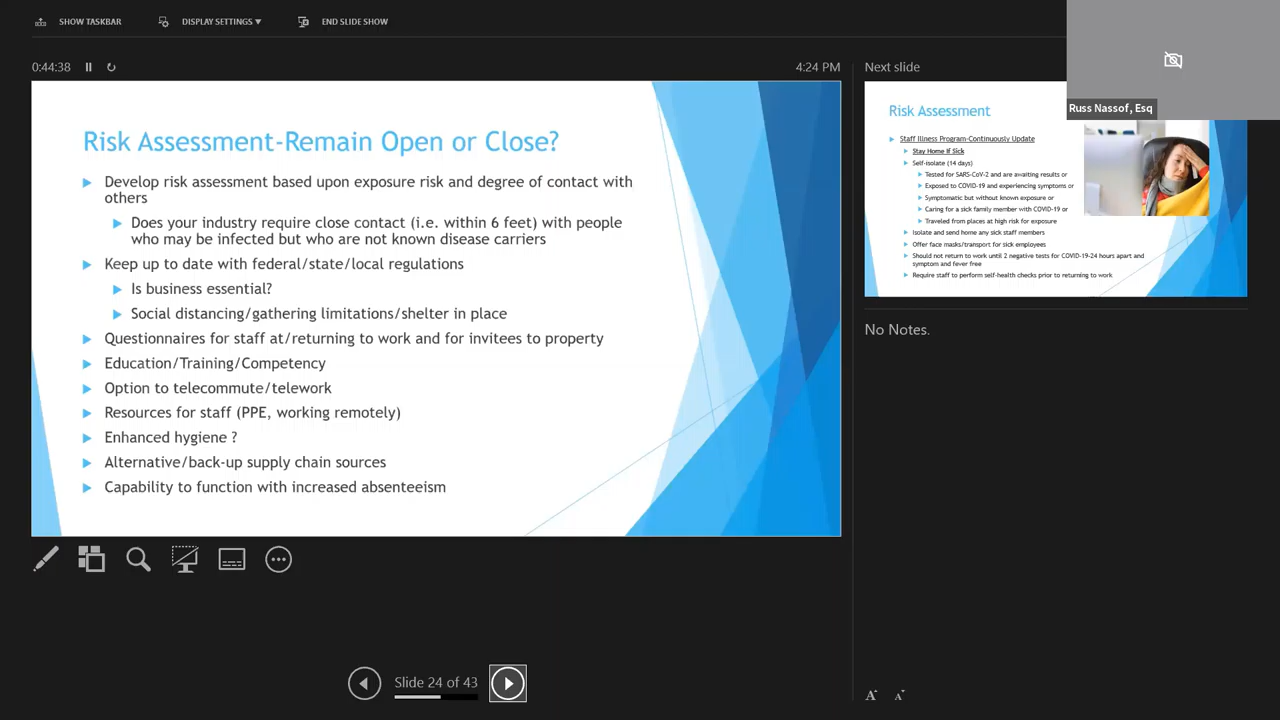 SHOW TASKBAR
DISPLAY SETTINGS
END SLIDE SHOW
0:44:38
4:24 PM
Risk Assessment-Remain Open or Close?
Develop risk assessment based upon exposure risk and degree of contact with
others
Does your industry require close contact (i.e. within 6 feet) with people
who may be infected but who are not known disease carriers
Keep up to date with federal/state/local regulations
Is business essential?
Social distancing/gathering limitations/shelter in place
Questionnaires for staff at/returning to work and for invitees to property
Education/Training/Competency
Option to telecommute/telework
Resources for staff (PPE, working remotely)
Enhanced hygiene ?
Alternative/back-up supply chain sources
Capability to function with increased absenteeism
Slide 24 of 43
Next slide
Russ Nassof, Esq
Risk Assessment
Staff Illness Program-Continuously Update
Stay Home If Sick
Self-isolate (14 days)
Tested for SARS-CoV-2 and are awaiting results or
Exposed to COVID-19 and experiencing symptoms or
Symptomatic but without known exposure or
Caring for a sick family member with COVID-19 or
Traveled from places at high risk for exposure
Isolate and send home any sick staff members
Offer face masks/transport for sick employees
Should not return to work until 2 negative tests for COVID-19-24 hours apart and
symptom and fever free
Require staff to perform self-health checks prior to returning to work
No Notes.
A A